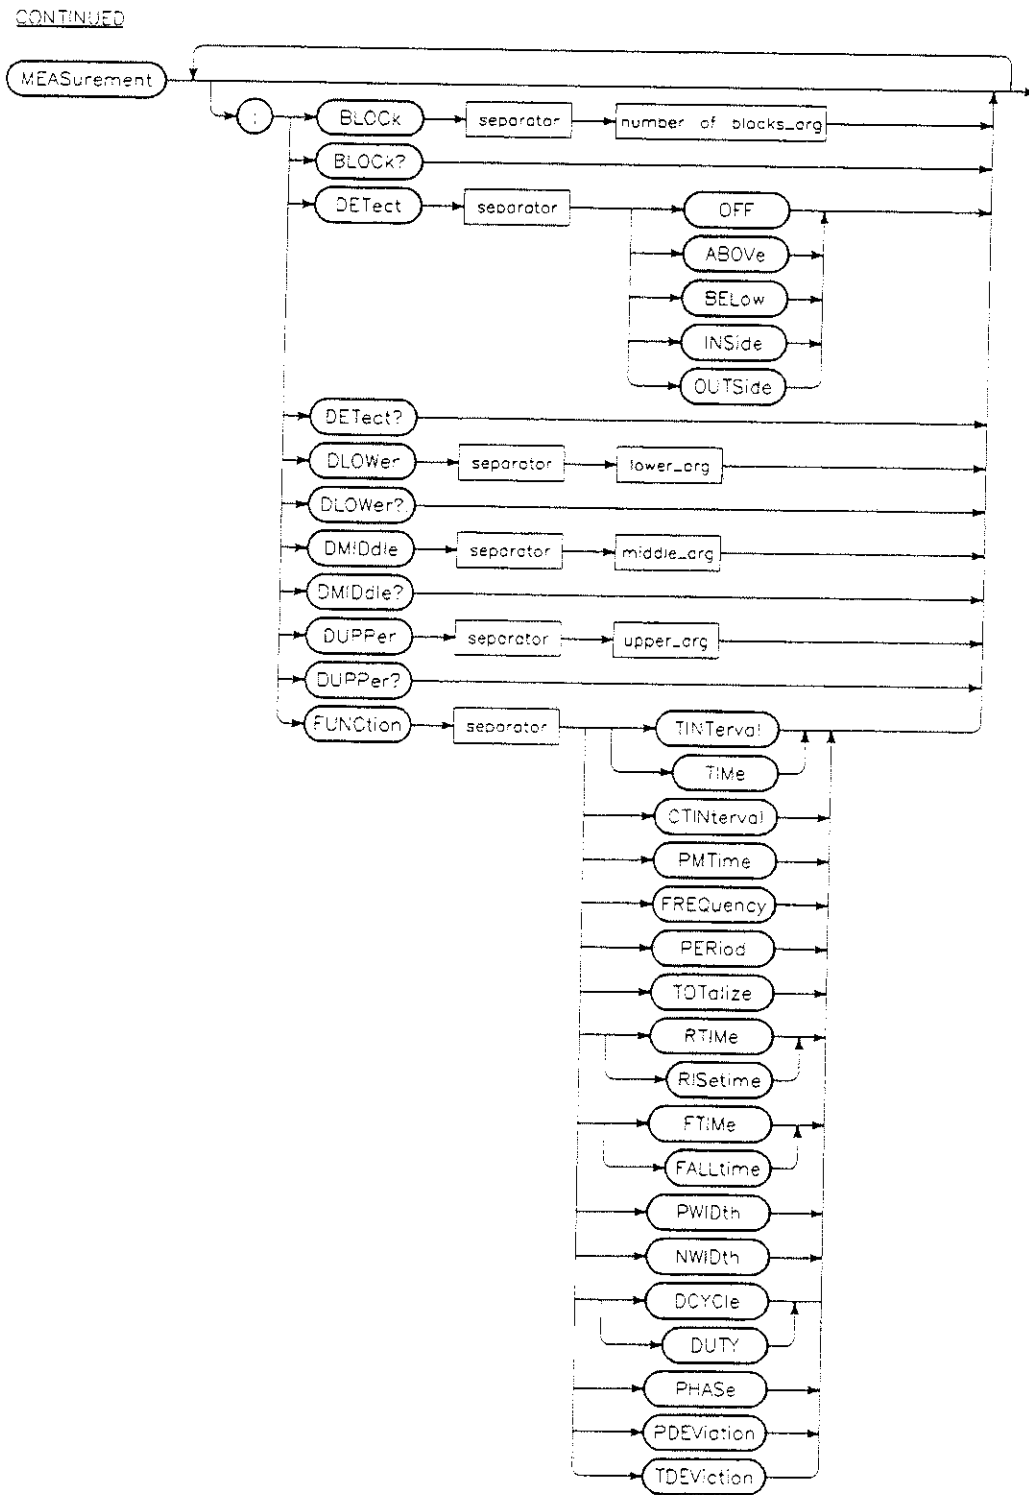 CONTINUED
MEASurement
:
BLOCk separator number of blocks_arg
BLOCk?
DETect separator OFF
ABOVe
BELow
INSide
OUTSide
DETect?
DLOWer separator lower_arg
DLOWer?
DMIDdle separator middle_arg
DMIDdle?
DUPPer separator upper_arg
DUPPer?
FUNCtion separator TINTerval
TIMe
CTINterval
PMTime
FREQuency
PERiod
TOTalize
RTIMe
RISetime
FTIMe
FALLtime
PWIDth
NWIDth
DCYCle
DUTY
PHASe
PDEViation
TDEViation